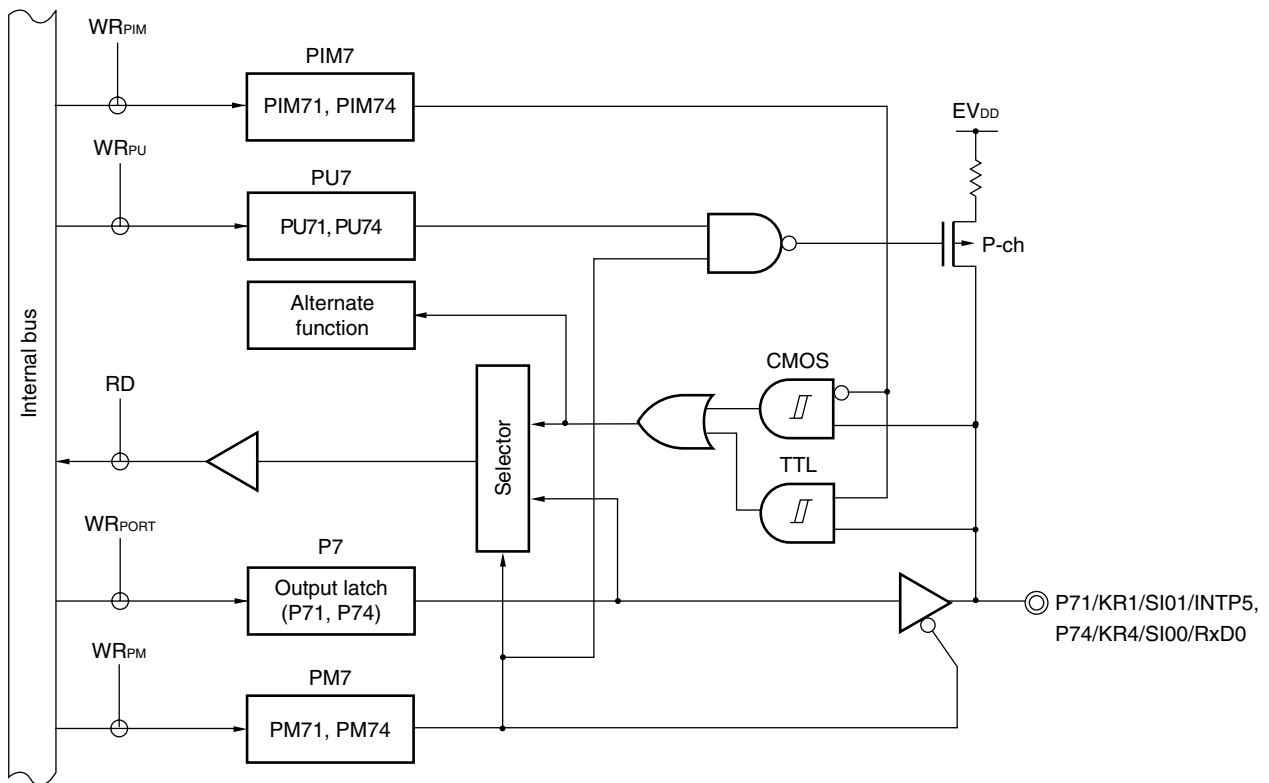 WRPIM
PIM7
PIM71, PIM74
EVDD
WRPU
PU7
PU71, PU74
P-ch
Alternate
function
CMOS
Internal bus
RD
Selector
TTL
WRPORT
P7
Output latch
(P71, P74)
P71/KR1/SI01/INTP5,
P74/KR4/SI00/RxD0
WRPM
PM7
PM71, PM74